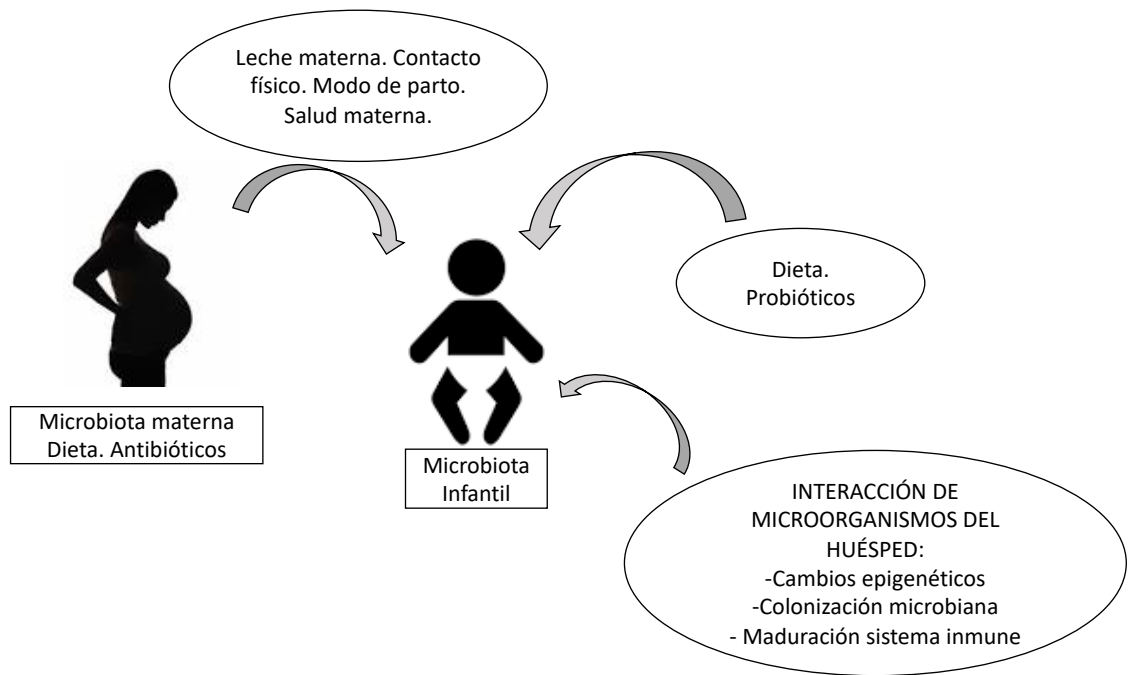 Leche materna. Contacto
físico. Modo de parto.
Salud materna.
Dieta.
Probióticos
Microbiota materna
Dieta. Antibióticos
Microbiota
Infantil
INTERACCIÓN DE
MICROORGANISMOS DEL
HUÉSPED:
-Cambios epigenéticos
-Colonización microbiana
- Maduración sistema inmune